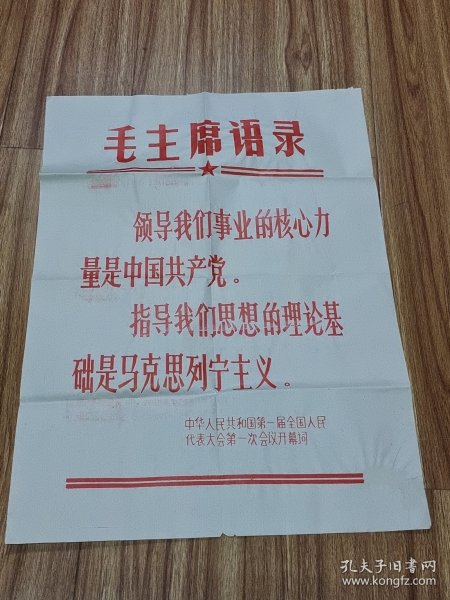 毛主席语录
领导我们事业的核心力
量是中国共产党。
指导我们思想的理论基
础是马克思列宁主义。
中华人民共和国第一届全国人民
代表大会第一次会议开幕词
孔夫子旧书网
www.kongfz.com